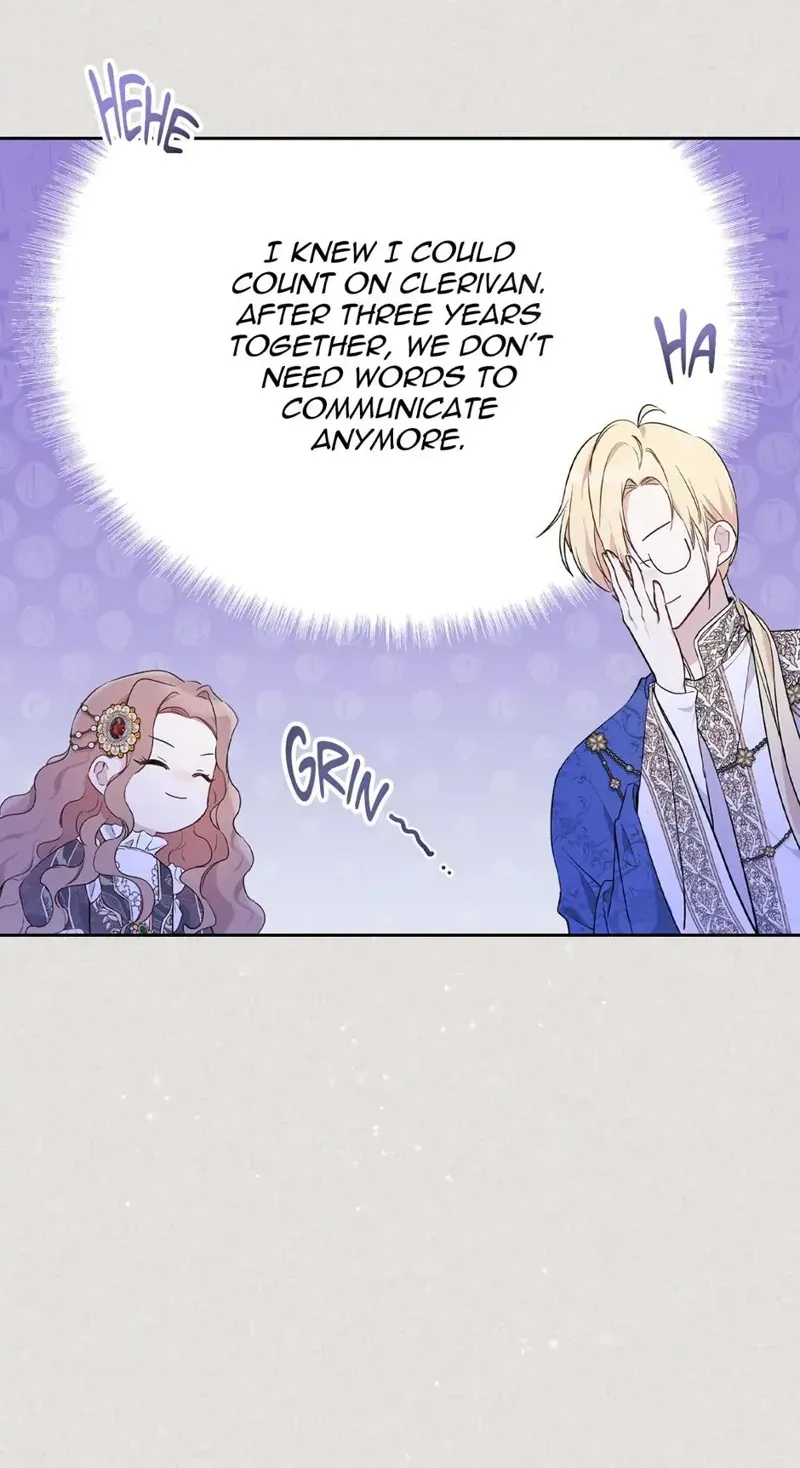 HEHE
I KNEW I COULD
COUNT ON CLERIVAN.
AFTER THREE YEARS
TOGETHER, WE DON'T
NEED WORDS TO
COMMUNICATE
ANYMORE.
HA
GRIN~..